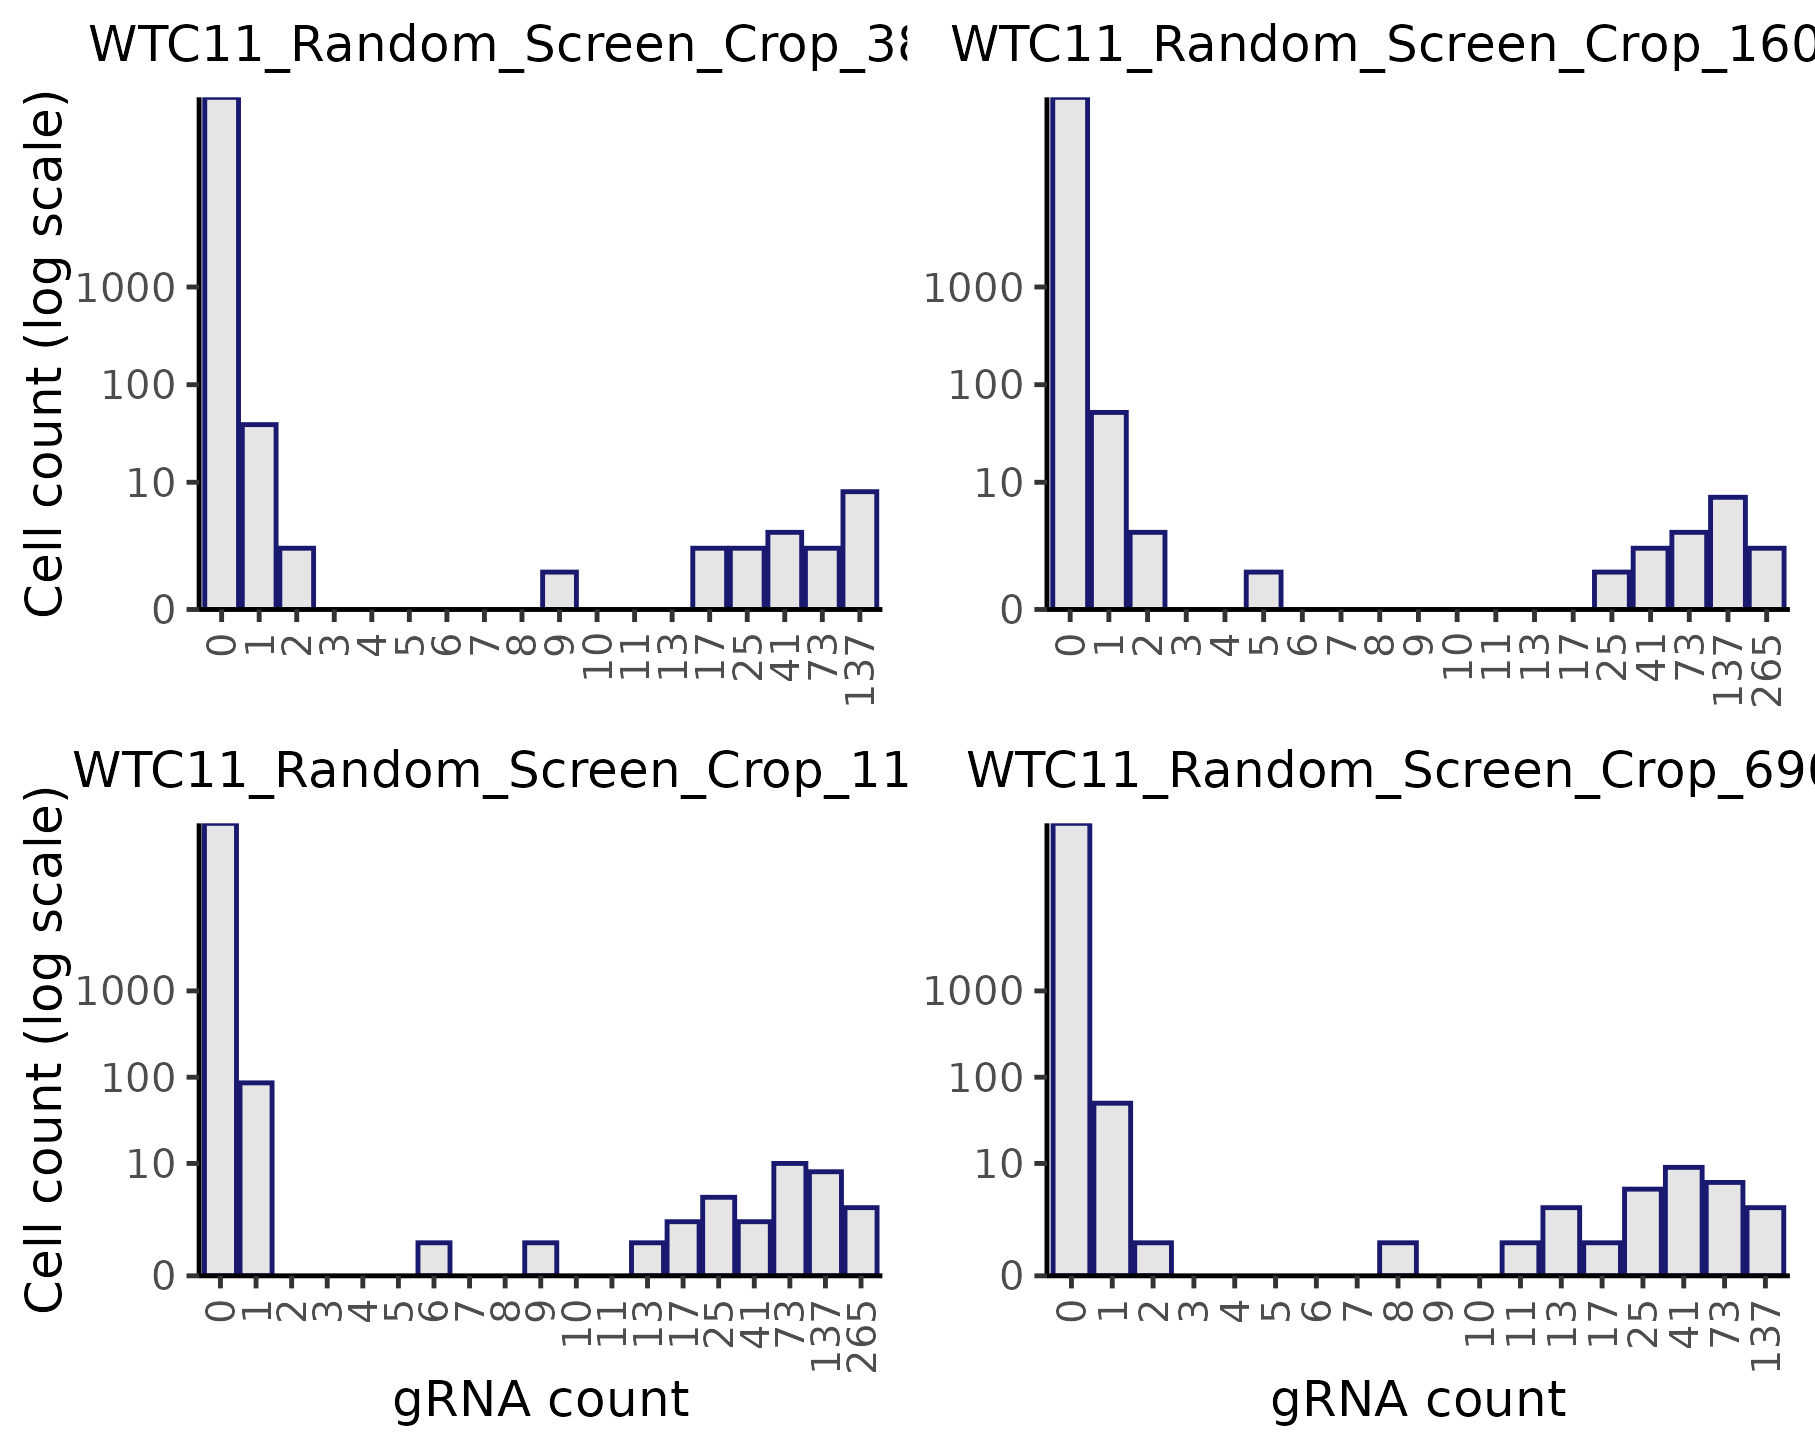 WTC11_Random_Screen_Crop_38
WTC11_Random_Screen_Crop_160
Cell count (log scale)
1000
100
10
0
1000
100
10
0
0 1 2 3 4 5 6 7 8 9 10 11 13 17 25 41 73 137
0 1 2 3 4 5 6 7 8 9 10 11 13 17 25 41 73 137 265
WTC11_Random_Screen_Crop_11
WTC11_Random_Screen_Crop_690
Cell count (log scale)
1000
100
10
0
1000
100
10
0
0 1 2 3 4 5 6 7 8 9 10 11 13 17 25 41 73 137 265
0 1 2 3 4 5 6 7 8 9 10 11 13 17 25 41 73 137
gRNA count
gRNA count